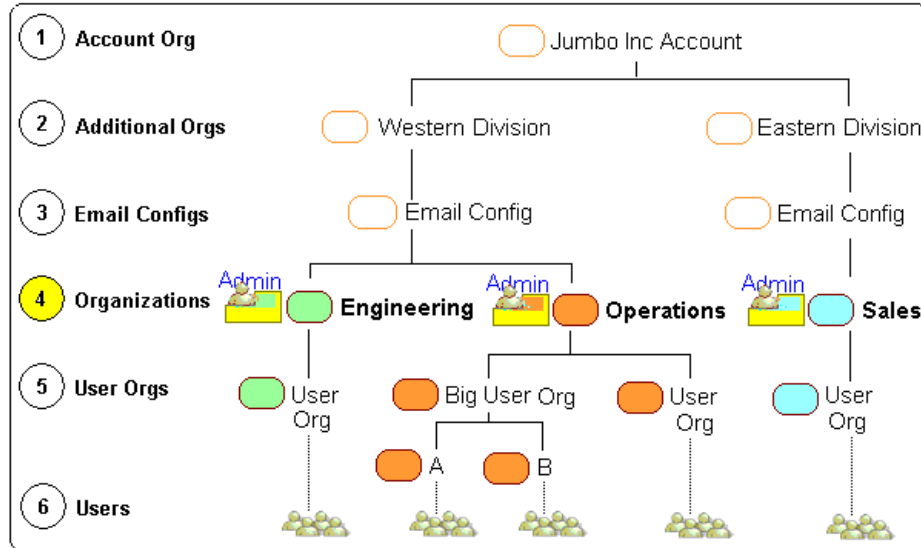 1 Account Org
Jumbo Inc Account
2 Additional Orgs
Western Division
Eastern Division
3 Email Configs
Email Config
Email Config
Admin
Admin
Admin
4 Organizations
Engineering
Operations
Sales
5 User Orgs
User
Org
Big User Org
User
Org
User
Org
A
B
6 Users